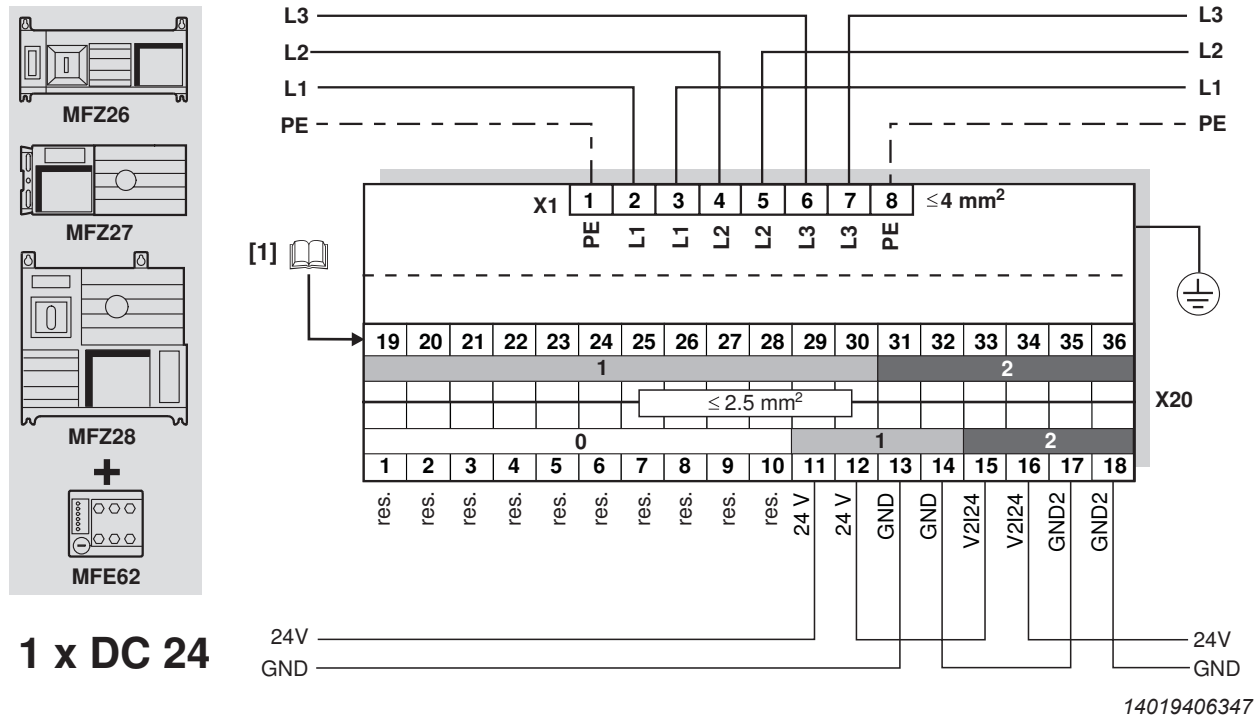 MFZ26
MFZ27
MFZ28
+
MFE62
1 x DC 24
L3
L2
L1
PE
L3
L2
L1
PE
X1 1 2 3 4 5 6 7 8 ≤4 mm²
PE L1 L1 L2 L2 L3 L3 PE
[1]
19 20 21 22 23 24 25 26 27 28 29 30 31 32 33 34 35 36
1 2
≤ 2.5 mm²
X20
0 1 2
1 2 3 4 5 6 7 8 9 10 11 12 13 14 15 16 17 18
res. res. res. res. res. res. res. res. res. res. 24 V 24 V GND GND V2I24 V2I24 GND2 GND2
24V
GND
24V
GND
14019406347